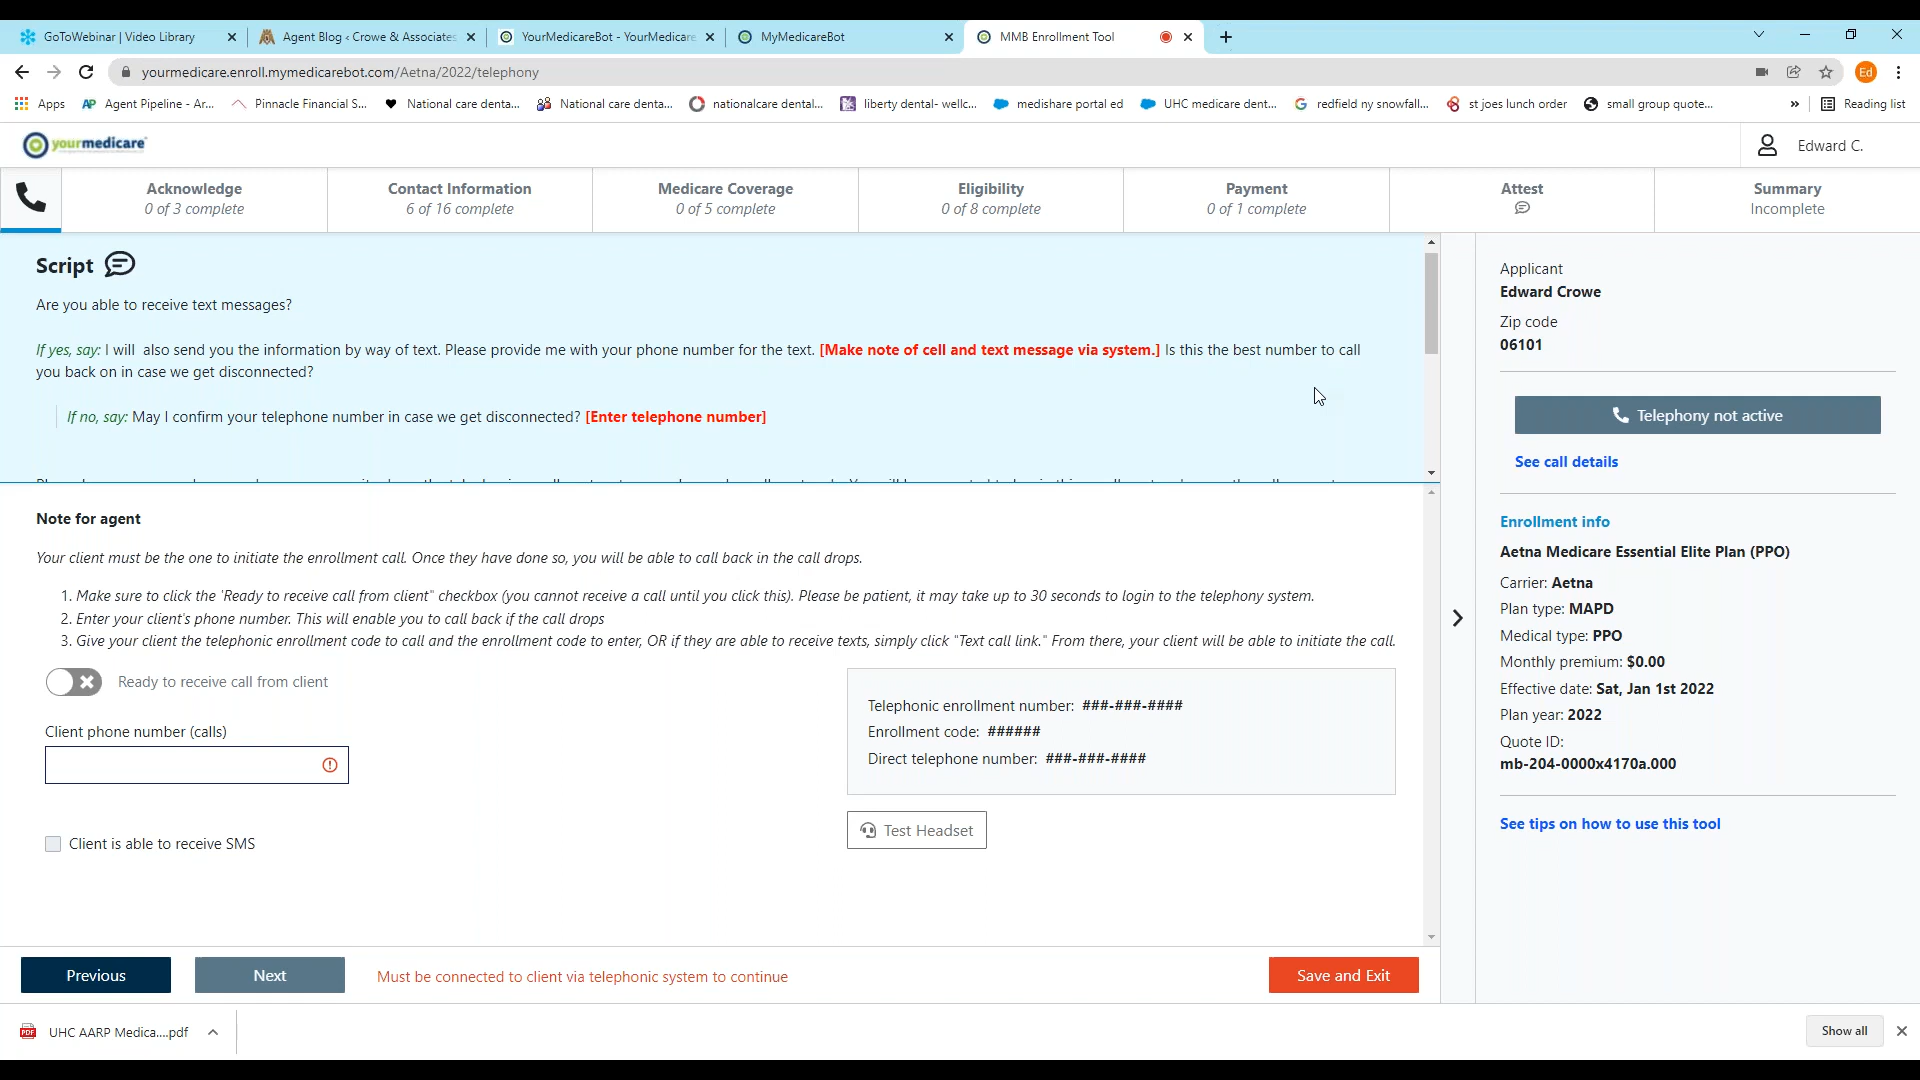 GoToWebinar | Video Library
Agent Blog ‹ Crowe & Associates
YourMedicareBot - YourMedicare
MyMedicareBot
MMB Enrollment Tool
yourmedicare.enroll.mymedicarebot.com/Aetna/2022/telephony
Ed
Apps
AP Agent Pipeline - Ar...
Pinnacle Financial S...
National care denta...
National care denta...
nationalcare dental...
liberty dental- wellc...
medishare portal ed
UHC medicare dent...
redfield ny snowfall...
st joes lunch order
small group quote...
»
Reading list
yourmedicare
Edward C.
Acknowledge
0 of 3 complete
Contact Information
6 of 16 complete
Medicare Coverage
0 of 5 complete
Eligibility
0 of 8 complete
Payment
0 of 1 complete
Attest
Summary
Incomplete
Script
Are you able to receive text messages?
If yes, say: I will also send you the information by way of text. Please provide me with your phone number for the text. [Make note of cell and text message via system.] Is this the best number to call
you back on in case we get disconnected?
If no, say: May I confirm your telephone number in case we get disconnected? [Enter telephone number]
Note for agent
Your client must be the one to initiate the enrollment call. Once they have done so, you will be able to call back in the call drops.
1. Make sure to click the 'Ready to receive call from client" checkbox (you cannot receive a call until you click this). Please be patient, it may take up to 30 seconds to login to the telephony system.
2. Enter your client's phone number. This will enable you to call back if the call drops
3. Give your client the telephonic enrollment code to call and the enrollment code to enter, OR if they are able to receive texts, simply click "Text call link." From there, your client will be able to initiate the call.
Ready to receive call from client
Client phone number (calls)
Client is able to receive SMS
Telephonic enrollment number: ###-###-####
Enrollment code: ######
Direct telephone number: ###-###-####
Test Headset
Previous
Next
Must be connected to client via telephonic system to continue
Save and Exit
Applicant
Edward Crowe
Zip code
06101
Telephony not active
See call details
Enrollment info
Aetna Medicare Essential Elite Plan (PPO)
Carrier: Aetna
Plan type: MAPD
Medical type: PPO
Monthly premium: $0.00
Effective date: Sat, Jan 1st 2022
Plan year: 2022
Quote ID:
mb-204-0000x4170a.000
See tips on how to use this tool
PDF
UHC AARP Medica....pdf
Show all